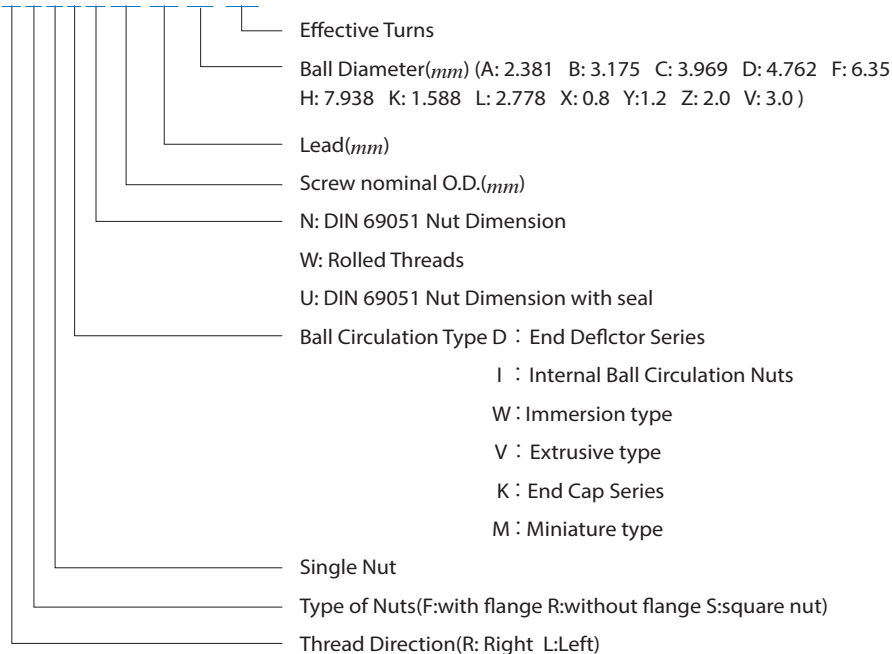 Effective Turns
Ball Diameter(mm) (A: 2.381 B: 3.175 C: 3.969 D: 4.762 F: 6.35
H: 7.938 K: 1.588 L: 2.778 X: 0.8 Y:1.2 Z: 2.0 V: 3.0 )
Lead(mm)
Screw nominal O.D.(mm)
N: DIN 69051 Nut Dimension
W: Rolled Threads
U: DIN 69051 Nut Dimension with seal
Ball Circulation Type D：End Deflctor Series
I：Internal Ball Circulation Nuts
W：Immersion type
V：Extrusive type
K：End Cap Series
M：Miniature type
Single Nut
Type of Nuts(F:with flange R:without flange S:square nut)
Thread Direction(R: Right L:Left)